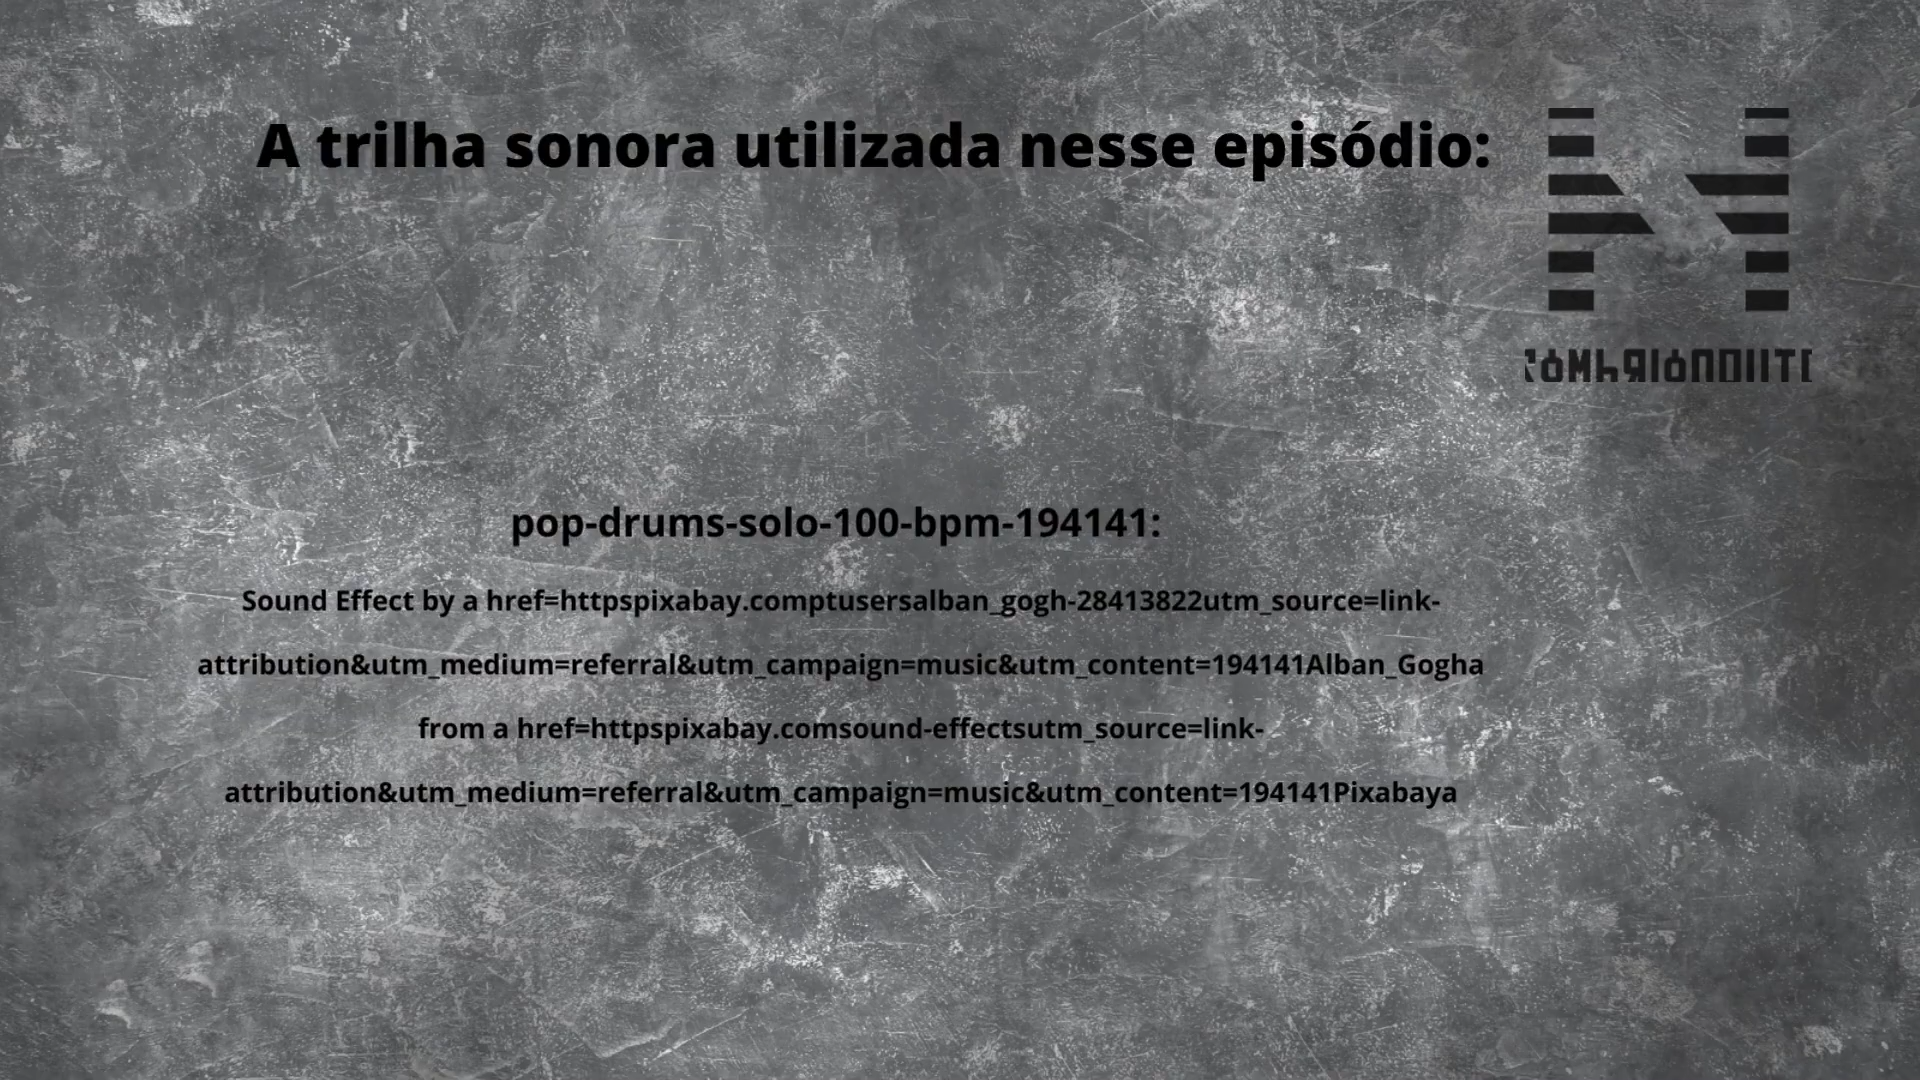 A trilha sonora utilizada nesse episódio:
pop-drums-solo-100-bpm-194141:
Sound Effect by a href=httpspixabay.comptusersalban_gogh-28413822utm_source=link-
attribution&utm_medium=referral&utm_campaign=music&utm_content=194141Alban_Gogha
from a href=httpspixabay.comsound-effectsutm_source=link-
attribution&utm_medium=referral&utm_campaign=music&utm_content=194141Pixabaya